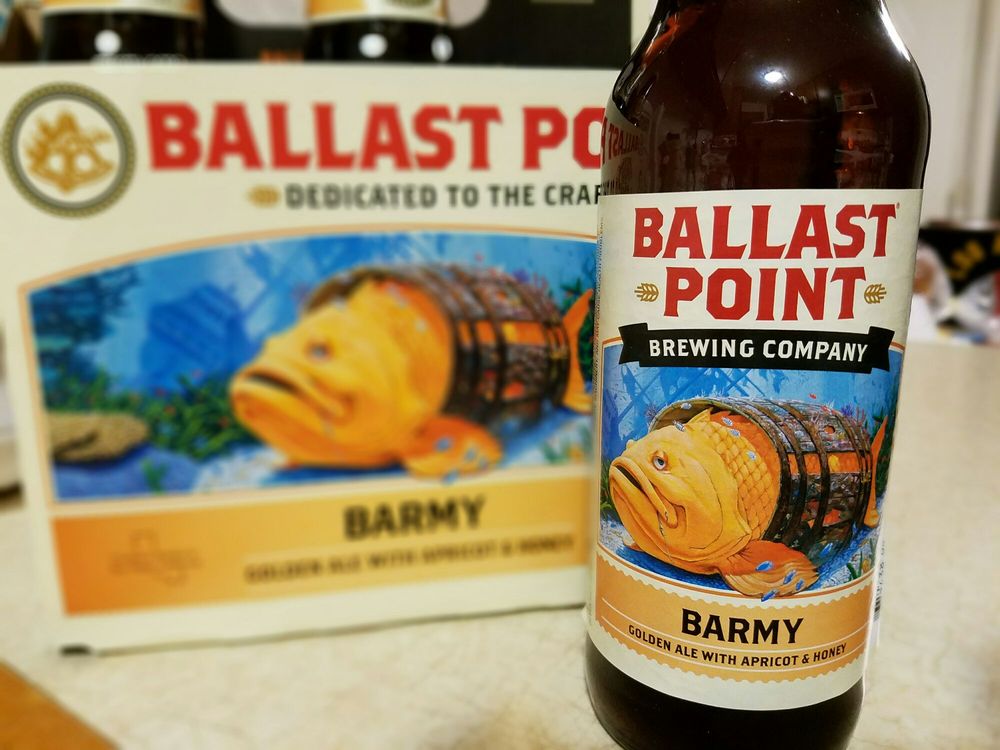 BALLAST PO
DEDICATED TO THE CRAF
BARMY
GOLDEN ALE WITH APRICOT & HONEY
BALLAST
POINT
BREWING COMPANY
BARMY
GOLDEN ALE WITH APRICOT & HONEY